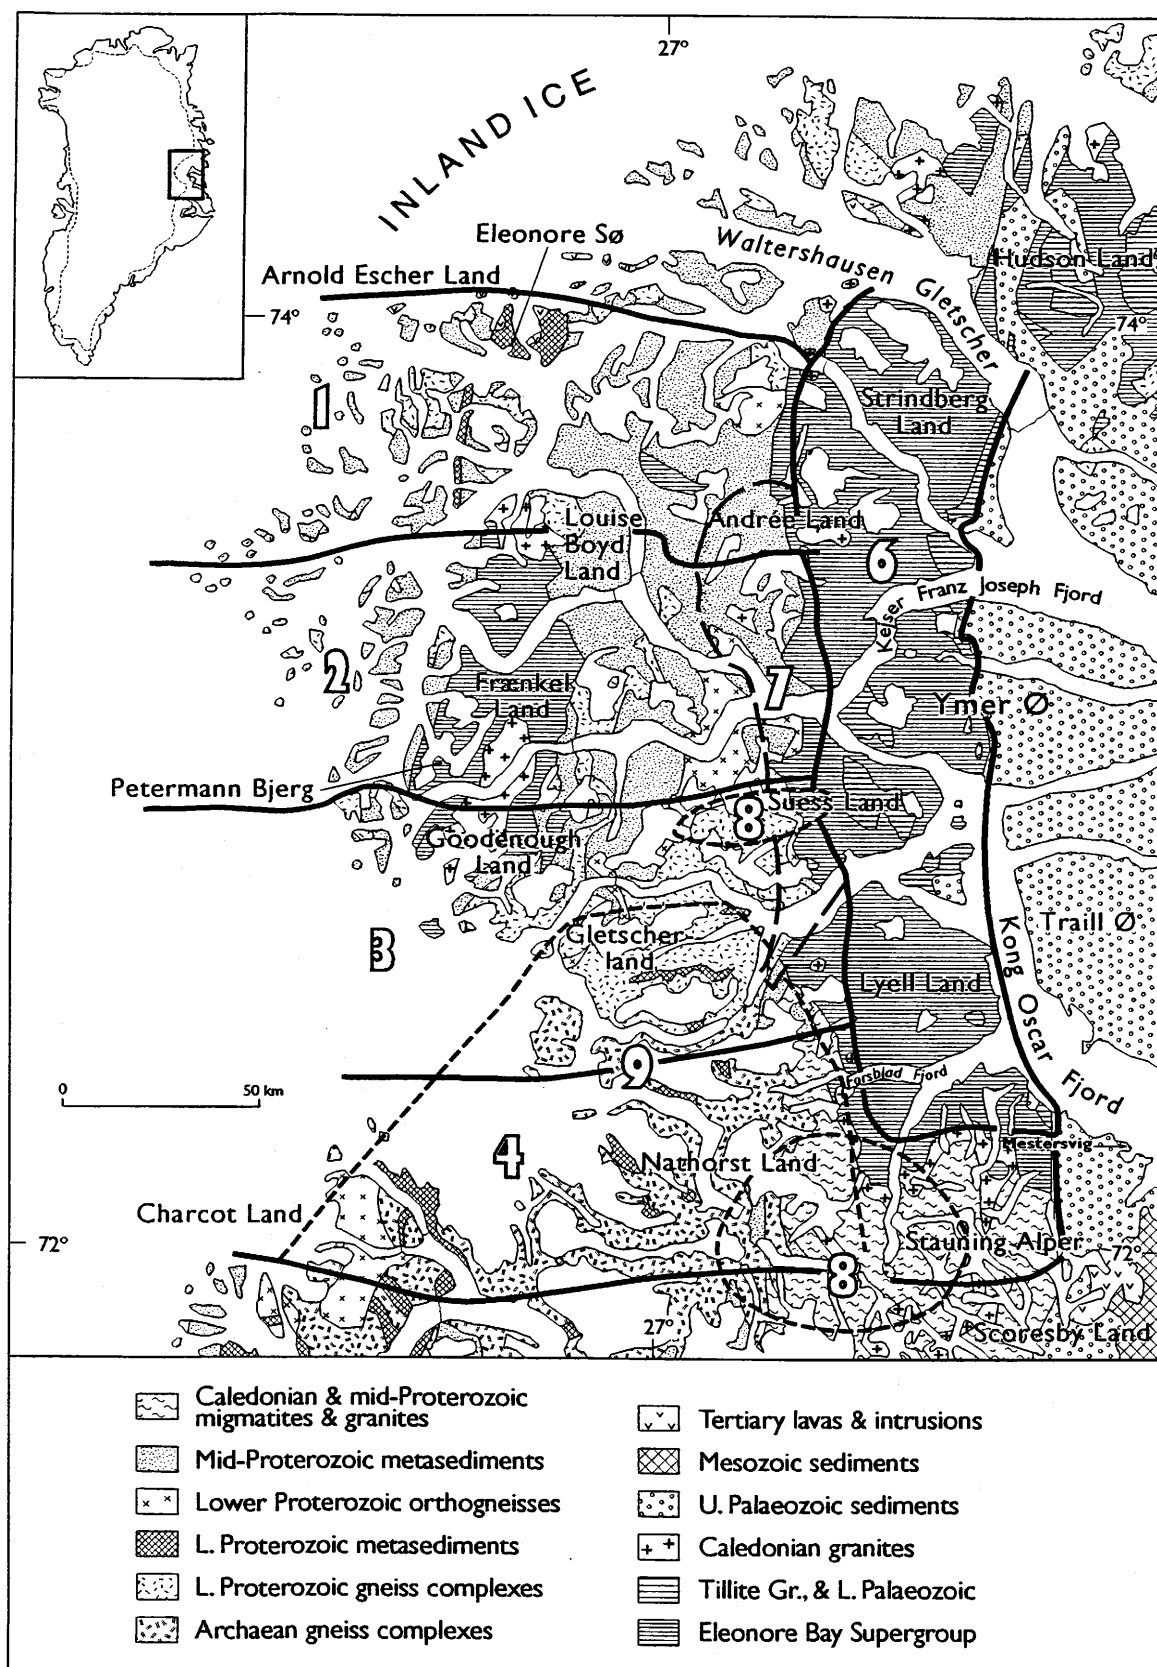 27°
INLAND ICE
Eleonore Sø
Waltershausen Gletscher
Hudson Land
Arnold Escher Land
74°
74°
1
Strindberg
Land
Louise
Boyd
Land
Andrée Land
6
Kejser Franz Joseph Fjord
2
Frænkel
Land
7
Ymer Ø
Petermann Bjerg
8
Suess Land
Goodenough
Land
3
Gletscher-
land
Traill Ø
Lyell Land
Kong Oscar Fjord
9
Forsblad Fjord
0 50 km
4
Mestersvig
Nathorst Land
Charcot Land
72°
Stauning Alper
72°
8
27°
Scoresby Land
Caledonian & mid-Proterozoic
migmatites & granites
Mid-Proterozoic metasediments
Lower Proterozoic orthogneisses
L. Proterozoic metasediments
L. Proterozoic gneiss complexes
Archaean gneiss complexes
Tertiary lavas & intrusions
Mesozoic sediments
U. Palaeozoic sediments
Caledonian granites
Tillite Gr., & L. Palaeozoic
Eleonore Bay Supergroup